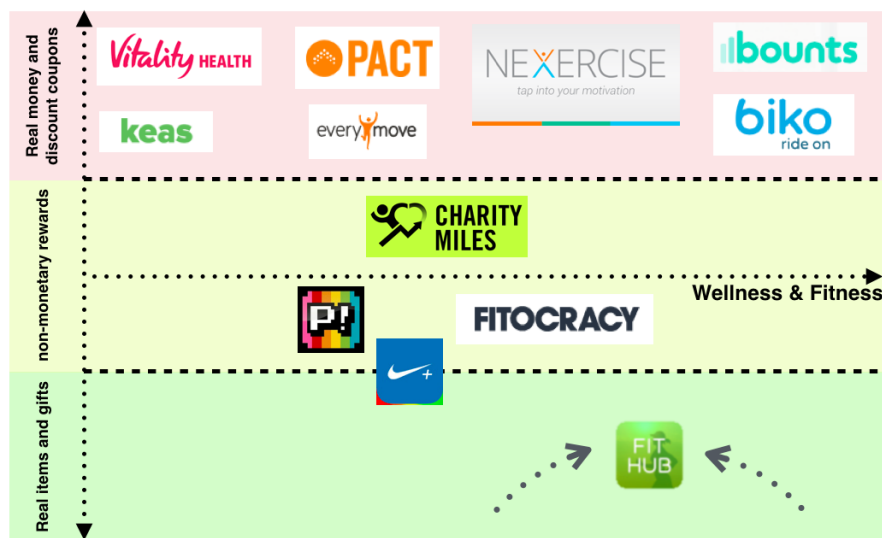 Real money and
discount coupons
Vitality HEALTH
PACT
NEXERCISE
tap into your motivation
bounts
keas
everymove
biko
ride on
non-monetary rewards
CHARITY
MILES
Wellness & Fitness
P!
FITOCRACY
+
Real items and gifts
FIT
HUB